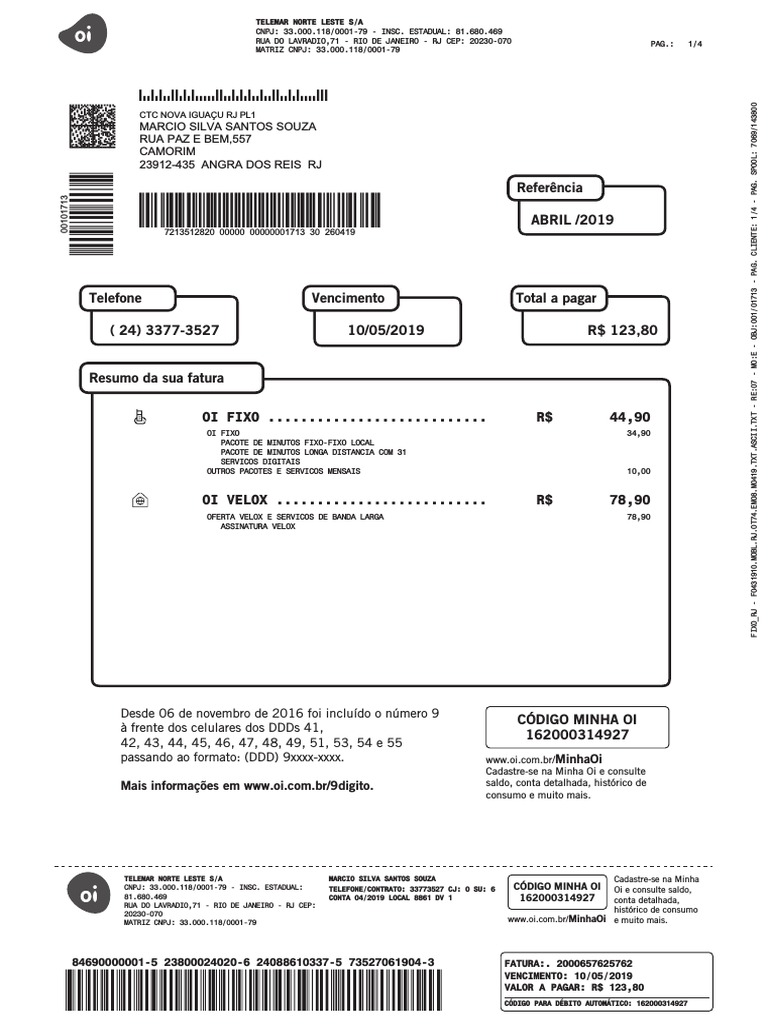 oi
TELEMAR NORTE LESTE S/A
CNPJ: 33.000.118/0001-79 - INSC. ESTADUAL: 81.680.469
RUA DO LAVRADIO,71 - RIO DE JANEIRO - RJ CEP: 20230-070
MATRIZ CNPJ: 33.000.118/0001-79
PAG.: 1/4
CTC NOVA IGUAÇU RJ PL1
MARCIO SILVA SANTOS SOUZA
RUA PAZ E BEM,557
CAMORIM
23912-435 ANGRA DOS REIS RJ
00101713
7213512820 00000 00000001713 30 260419
Referência
ABRIL /2019
Telefone
( 24) 3377-3527
Vencimento
10/05/2019
Total a pagar
R$ 123,80
Resumo da sua fatura
OI FIXO .......................... R$ 44,90
OI FIXO 34,90
PACOTE DE MINUTOS FIXO-FIXO LOCAL
PACOTE DE MINUTOS LONGA DISTANCIA COM 31
SERVICOS DIGITAIS
OUTROS PACOTES E SERVICOS MENSAIS 10,00
OI VELOX ......................... R$ 78,90
OFERTA VELOX E SERVICOS DE BANDA LARGA 78,90
ASSINATURA VELOX
FIXO_RJ - F0431910.MOBL.RJ.OT74.EM08.M0419.TXT.ASCII.TXT - RE:07 - MO:E - OBJ:001/01713 - PAG. CLIENTE: 1/4 - PAG. SPOOL: 7069/143800
Desde 06 de novembro de 2016 foi incluído o número 9
à frente dos celulares dos DDDs 41,
42, 43, 44, 45, 46, 47, 48, 49, 51, 53, 54 e 55
passando ao formato: (DDD) 9xxxx-xxxx.
Mais informações em www.oi.com.br/9digito.
CÓDIGO MINHA OI
162000314927
www.oi.com.br/MinhaOi
Cadastre-se na Minha Oi e consulte
saldo, conta detalhada, histórico de
consumo e muito mais.
oi
TELEMAR NORTE LESTE S/A
CNPJ: 33.000.118/0001-79 - INSC. ESTADUAL:
81.680.469
RUA DO LAVRADIO,71 - RIO DE JANEIRO - RJ CEP:
20230-070
MATRIZ CNPJ: 33.000.118/0001-79
MARCIO SILVA SANTOS SOUZA
TELEFONE/CONTRATO: 33773527 CJ: 0 SU: 6
CONTA 04/2019 LOCAL 8861 DV 1
CÓDIGO MINHA OI
162000314927
www.oi.com.br/MinhaOi
Cadastre-se na Minha
Oi e consulte saldo,
conta detalhada,
histórico de consumo
e muito mais.
84690000001-5 23800024020-6 24088610337-5 73527061904-3
FATURA:. 2000657625762
VENCIMENTO: 10/05/2019
VALOR A PAGAR: R$ 123,80
CÓDIGO PARA DÉBITO AUTOMÁTICO: 162000314927